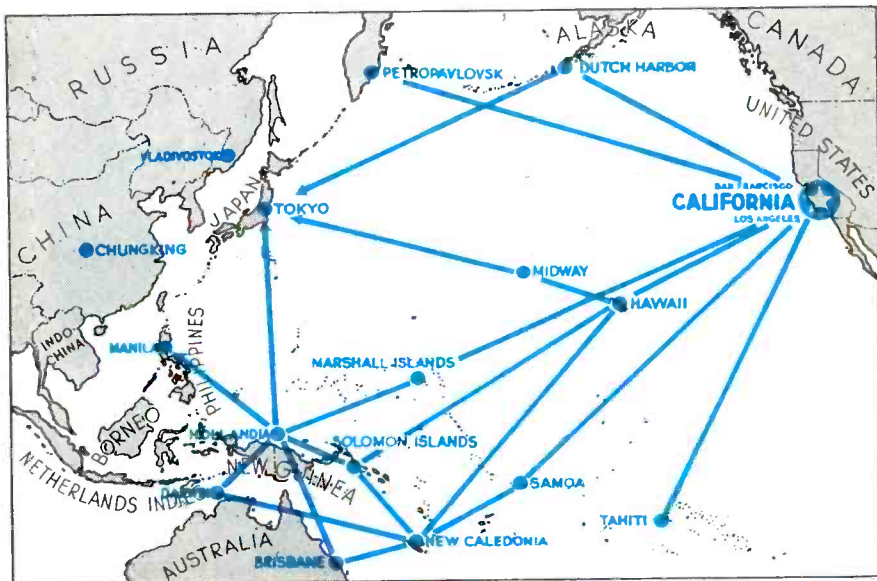 RUSSIA
ALASKA
CANADA
PETROPAVLOVSK
DUTCH HARBOR
UNITED STATES
VLADIVOSTOK
SAN FRANCISCO
CALIFORNIA
LOS ANGELES
JAPAN
TOKYO
CHINA
CHUNGKING
MIDWAY
HAWAII
INDO-
CHINA
MANILA
PHILIPPINES
MARSHALL ISLANDS
BORNEO
HOLLANDIA
SOLOMON ISLANDS
NEW GUINEA
NETHERLANDS INDIES
SAMOA
TAHITI
NEW CALEDONIA
AUSTRALIA
BRISBANE